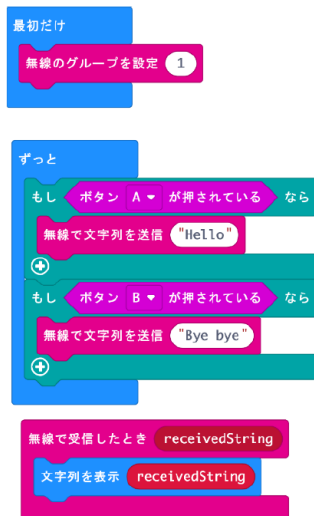 最初だけ
無線のグループを設定 1
ずっと
もし ボタン A が押されている なら
無線で文字列を送信 "Hello"
もし ボタン B が押されている なら
無線で文字列を送信 "Bye bye"
無線で受信したとき receivedString
文字列を表示 receivedString